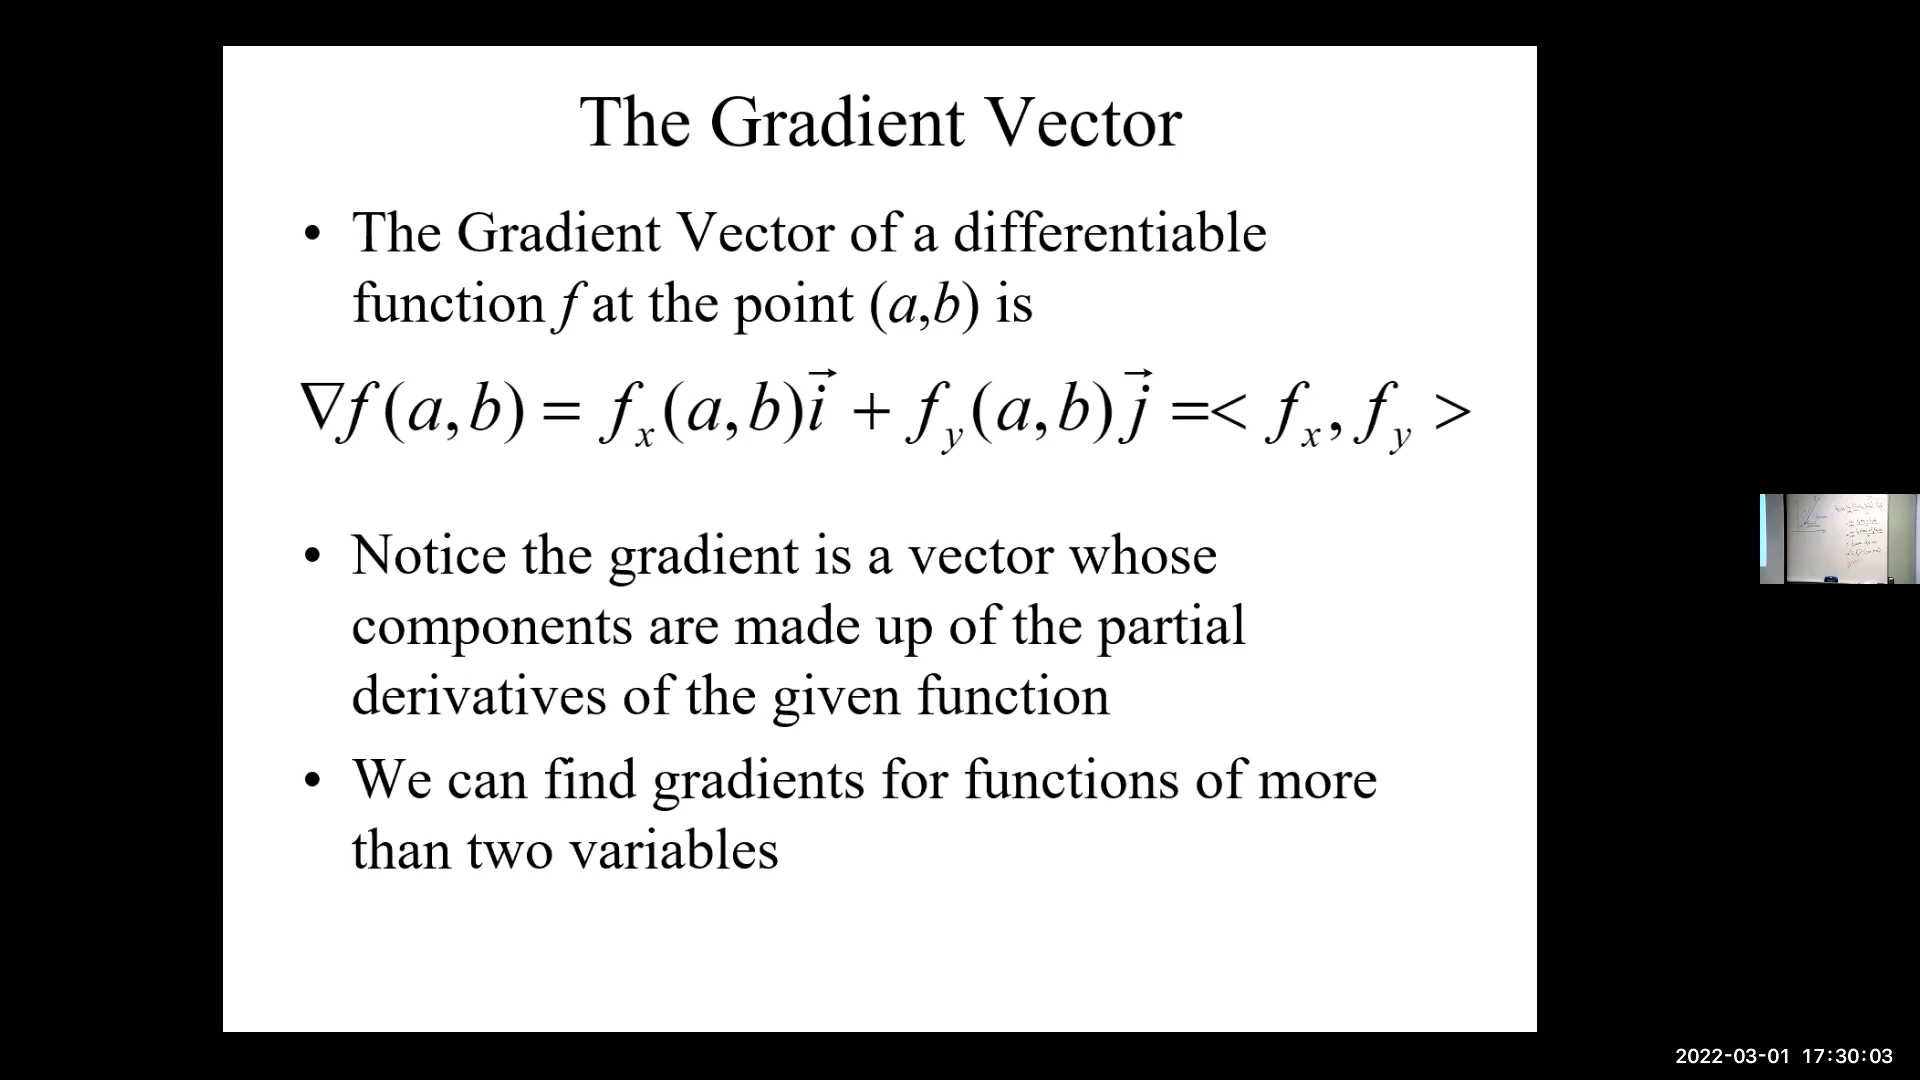 The Gradient Vector
• The Gradient Vector of a differentiable
function f at the point (a,b) is
∇f(a,b) = fₓ(a,b)i⃗ + f_y(a,b)j⃗ =< fₓ, f_y >
• Notice the gradient is a vector whose
components are made up of the partial
derivatives of the given function
• We can find gradients for functions of more
than two variables
2022-03-01 17:30:03